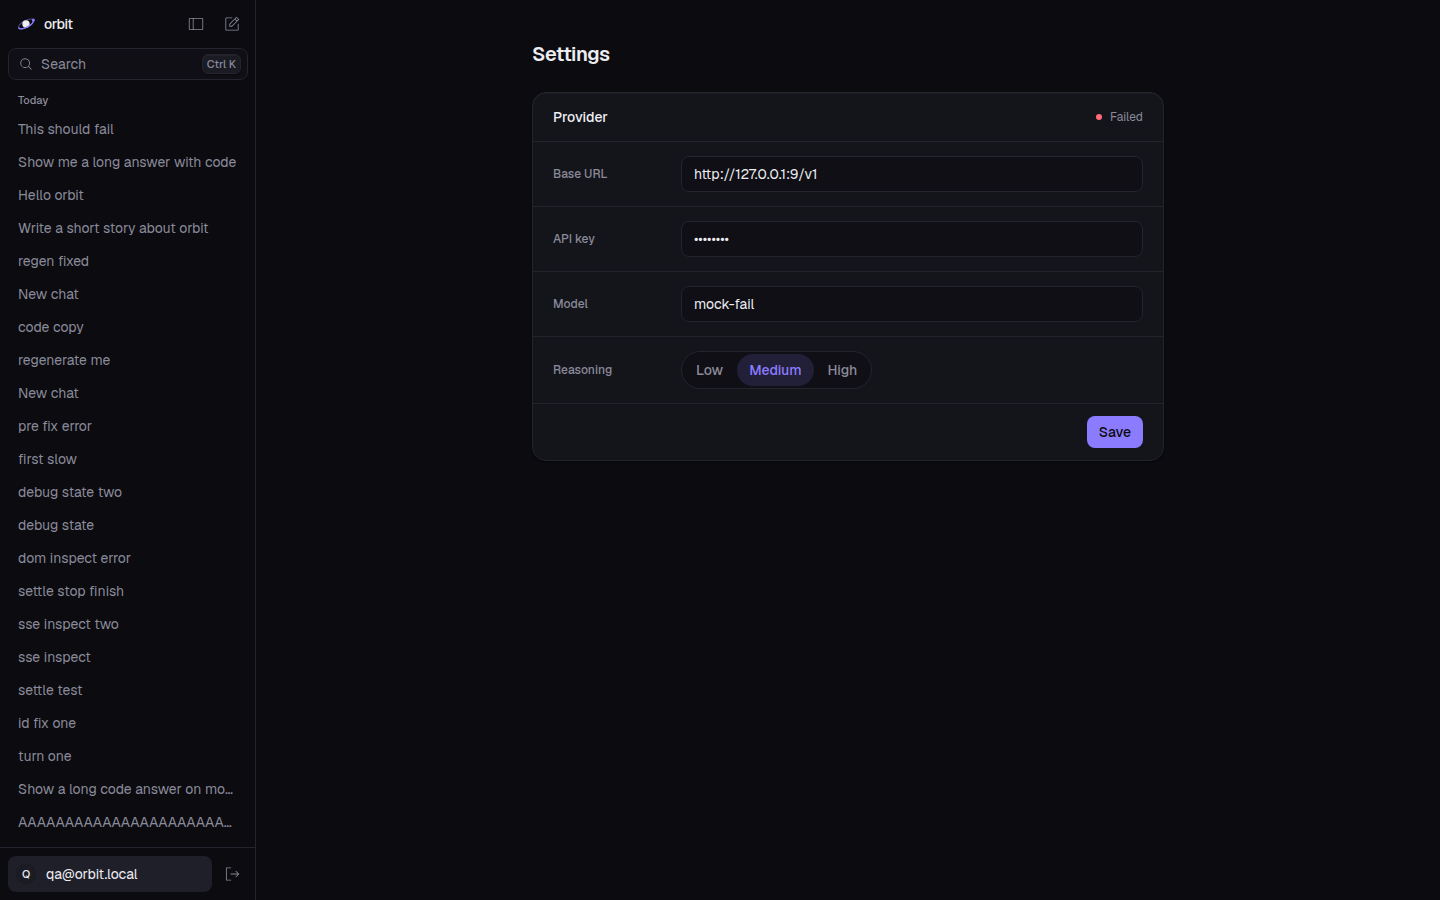 orbit
Search Ctrl K
Today
This should fail
Show me a long answer with code
Hello orbit
Write a short story about orbit
regen fixed
New chat
code copy
regenerate me
New chat
pre fix error
first slow
debug state two
debug state
dom inspect error
settle stop finish
sse inspect two
sse inspect
settle test
id fix one
turn one
Show a long code answer on mo...
AAAAAAAAAAAAAAAAAAAAAA...
Q qa@orbit.local
Settings
Provider Failed
Base URL http://127.0.0.1:9/v1
API key ••••••••
Model mock-fail
Reasoning Low Medium High
Save